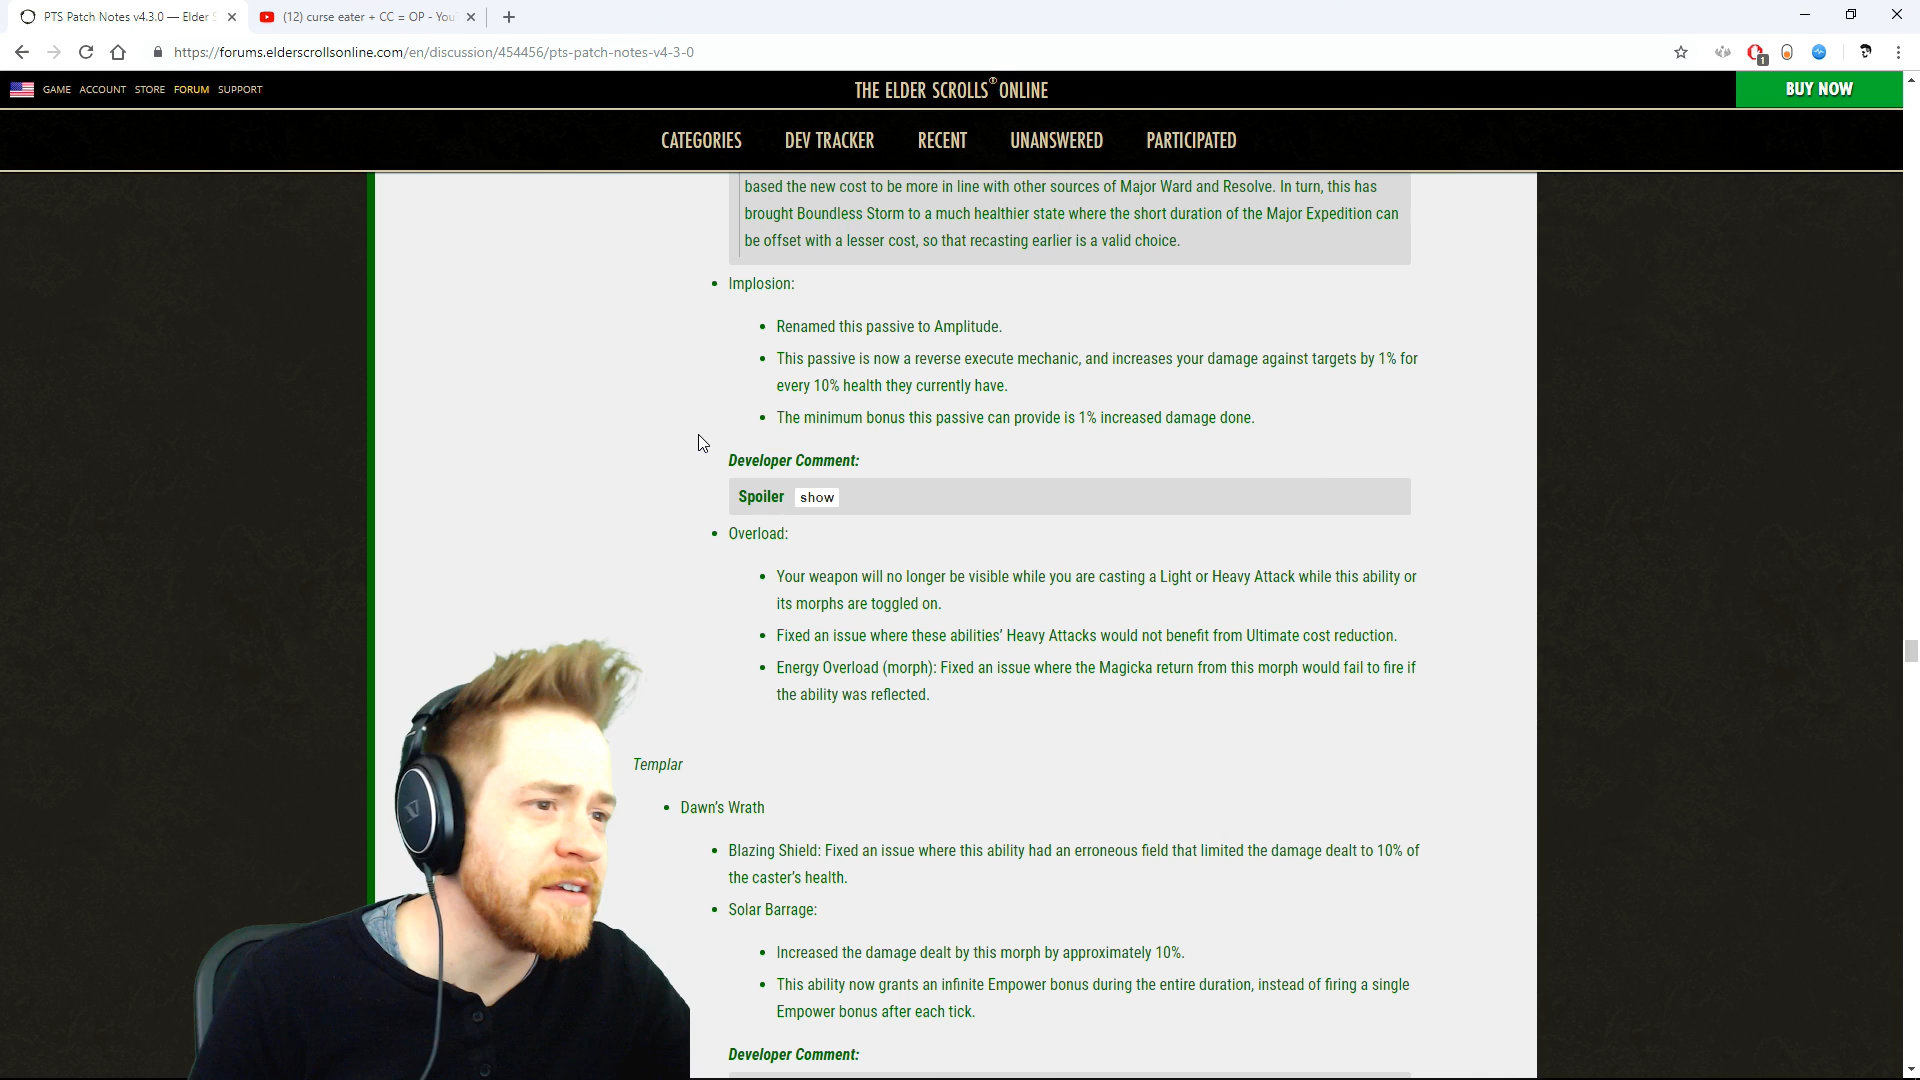 PTS Patch Notes v4.3.0 — Elder S
(12) curse eater + CC = OP - You
https://forums.elderscrollsonline.com/en/discussion/454456/pts-patch-notes-v4-3-0
1
GAME ACCOUNT STORE FORUM SUPPORT
THE ELDER SCROLLS ONLINE
BUY NOW
CATEGORIES DEV TRACKER RECENT UNANSWERED PARTICIPATED
based the new cost to be more in line with other sources of Major Ward and Resolve. In turn, this has
brought Boundless Storm to a much healthier state where the short duration of the Major Expedition can
be offset with a lesser cost, so that recasting earlier is a valid choice.
• Implosion:
• Renamed this passive to Amplitude.
• This passive is now a reverse execute mechanic, and increases your damage against targets by 1% for
every 10% health they currently have.
• The minimum bonus this passive can provide is 1% increased damage done.
Developer Comment:
Spoiler show
• Overload:
• Your weapon will no longer be visible while you are casting a Light or Heavy Attack while this ability or
its morphs are toggled on.
• Fixed an issue where these abilities' Heavy Attacks would not benefit from Ultimate cost reduction.
• Energy Overload (morph): Fixed an issue where the Magicka return from this morph would fail to fire if
the ability was reflected.
Templar
• Dawn's Wrath
• Blazing Shield: Fixed an issue where this ability had an erroneous field that limited the damage dealt to 10% of
the caster's health.
• Solar Barrage:
• Increased the damage dealt by this morph by approximately 10%.
• This ability now grants an infinite Empower bonus during the entire duration, instead of firing a single
Empower bonus after each tick.
Developer Comment: